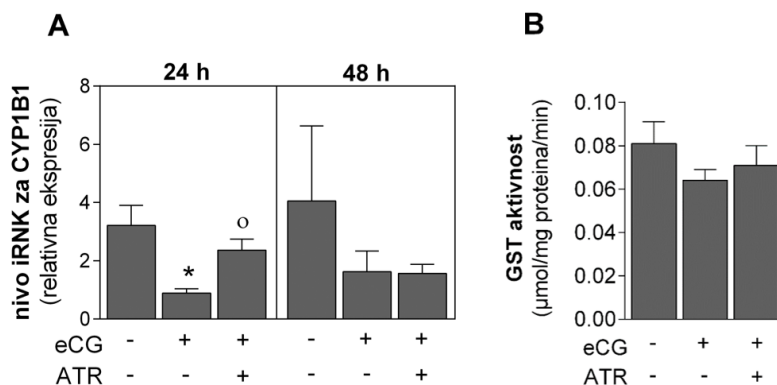 A
24 h 48 h
nivo iRNK za CYP1B1
(relativna ekspresija)
8
6
4
2
0
* o
eCG - + + - + +
ATR - - + - - +
B
GST aktivnost
(µmol/mg proteina/min)
0.10
0.08
0.06
0.04
0.02
0.00
eCG - + +
ATR - - +